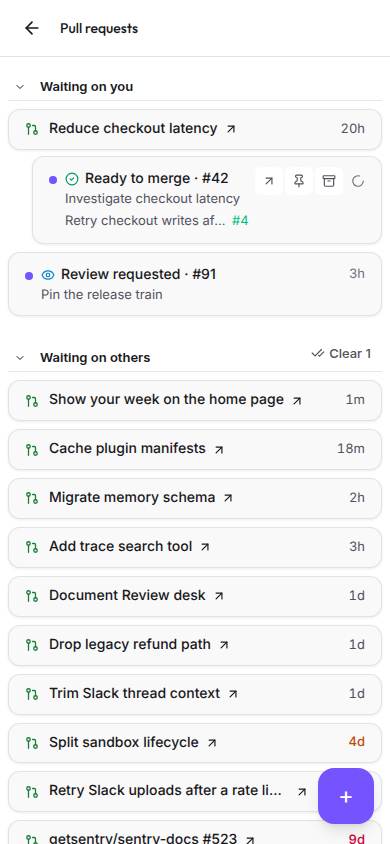 Pull requests
Waiting on you
Reduce checkout latency 20h
Ready to merge · #42
Investigate checkout latency
Retry checkout writes af... #4
Review requested · #91 3h
Pin the release train
Waiting on others Clear 1
Show your week on the home page 1m
Cache plugin manifests 18m
Migrate memory schema 2h
Add trace search tool 3h
Document Review desk 1d
Drop legacy refund path 1d
Trim Slack thread context 1d
Split sandbox lifecycle 4d
Retry Slack uploads after a rate li...
getsentry/sentry-docs #523 9d